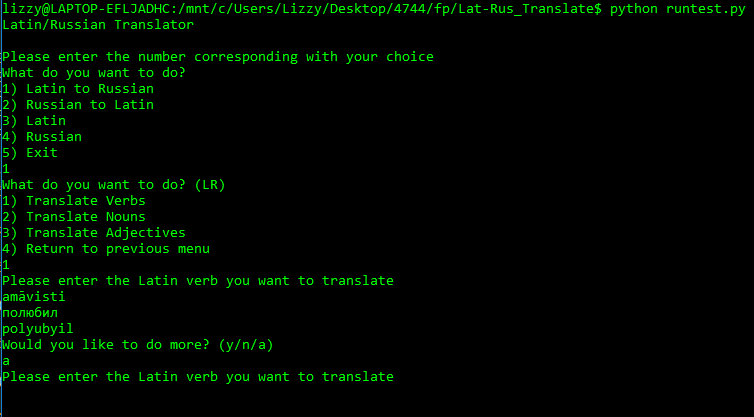 lizzy@LAPTOP-EFLJADHC:/mnt/c/Users/Lizzy/Desktop/4744/fp/Lat-Rus_Translate$ python runtest.py
Latin/Russian Translator
Please enter the number corresponding with your choice
What do you want to do?
1) Latin to Russian
2) Russian to Latin
3) Latin
4) Russian
5) Exit
1
What do you want to do? (LR)
1) Translate Verbs
2) Translate Nouns
3) Translate Adjectives
4) Return to previous menu
1
Please enter the Latin verb you want to translate
amāvisti
полюбил
polyubyil
Would you like to do more? (y/n/a)
a
Please enter the Latin verb you want to translate